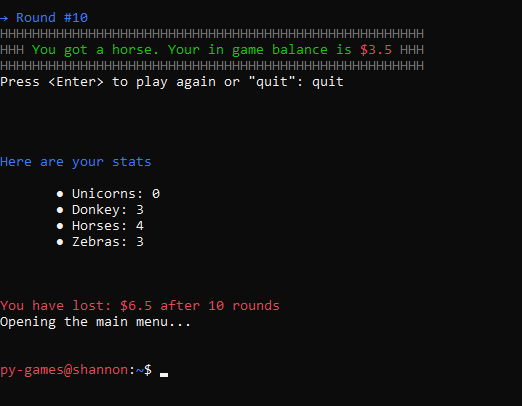 → Round #10
HHHHHHHHHHHHHHHHHHHHHHHHHHHHHHHHHHHHHHHHHHHHHHHHHHHHH
HHH You got a horse. Your in game balance is $3.5 HHH
HHHHHHHHHHHHHHHHHHHHHHHHHHHHHHHHHHHHHHHHHHHHHHHHHHHHH
Press <Enter> to play again or "quit": quit
Here are your stats
● Unicorns: 0
● Donkey: 3
● Horses: 4
● Zebras: 3
You have lost: $6.5 after 10 rounds
Opening the main menu...
py-games@shannon:~$